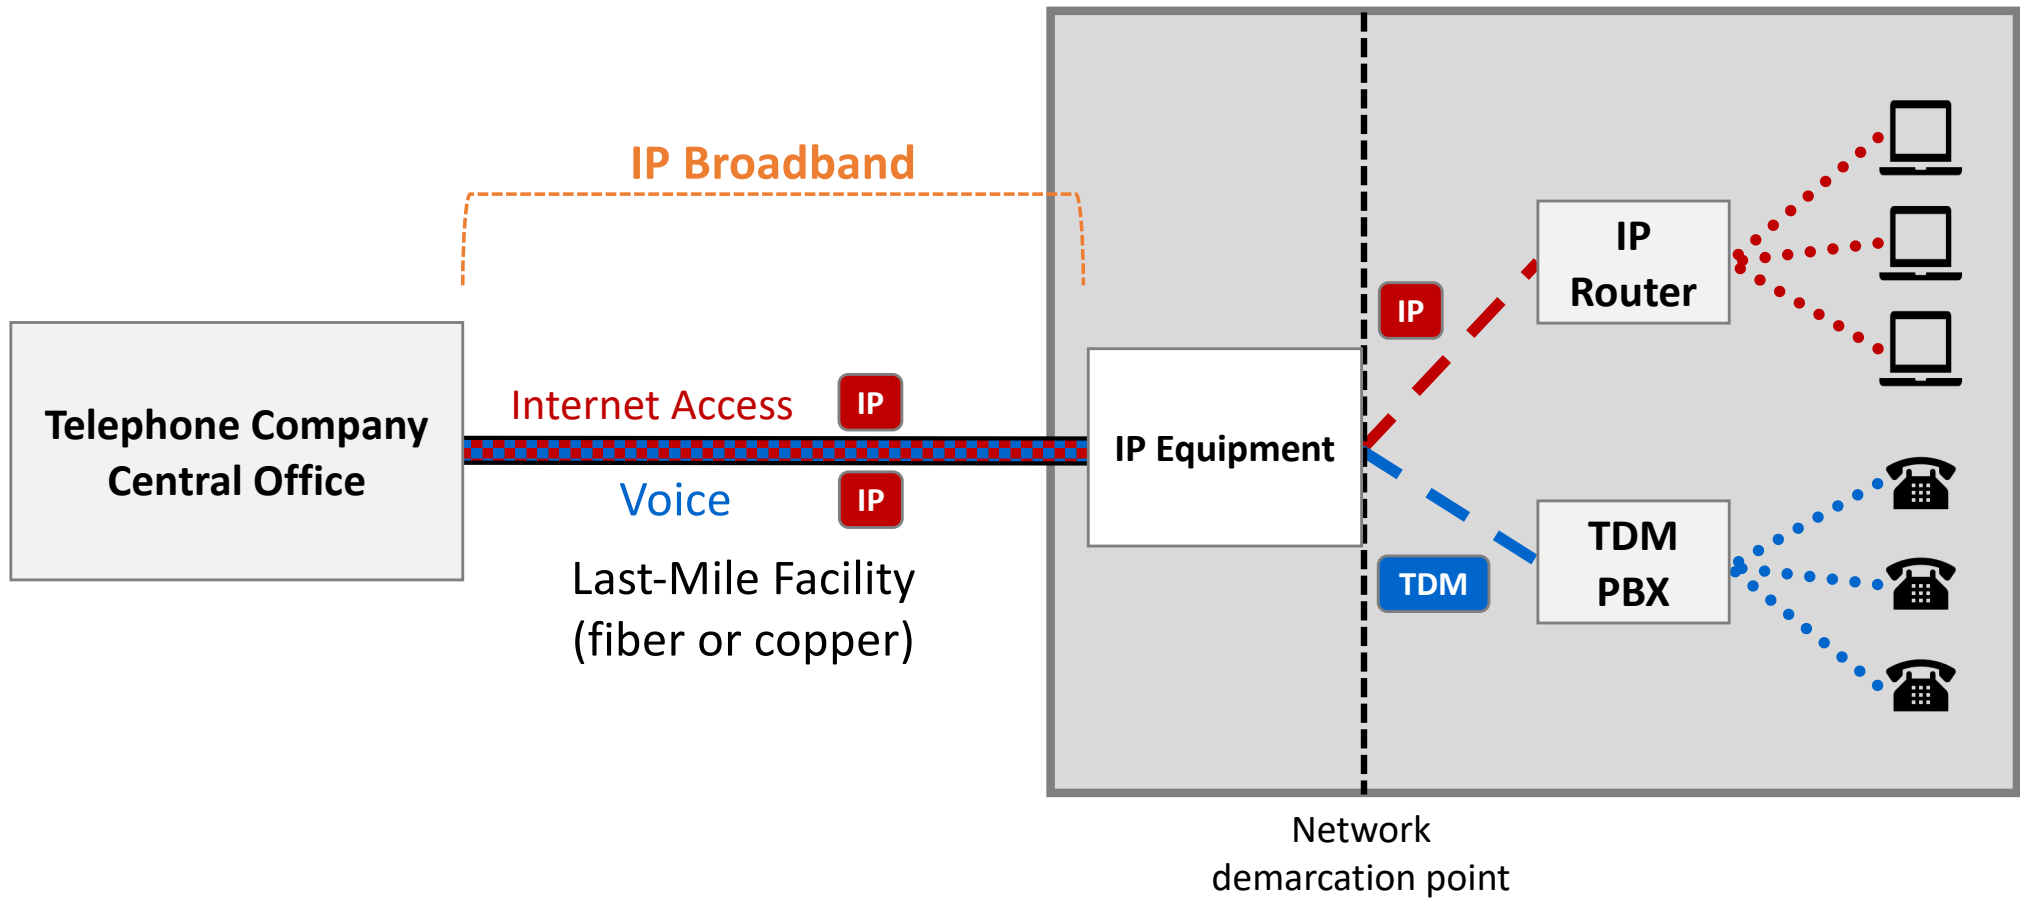 IP Broadband
Telephone Company
Central Office
Internet Access
IP
Voice
IP
Last-Mile Facility
(fiber or copper)
IP Equipment
IP
TDM
IP
Router
TDM
PBX
Network
demarcation point